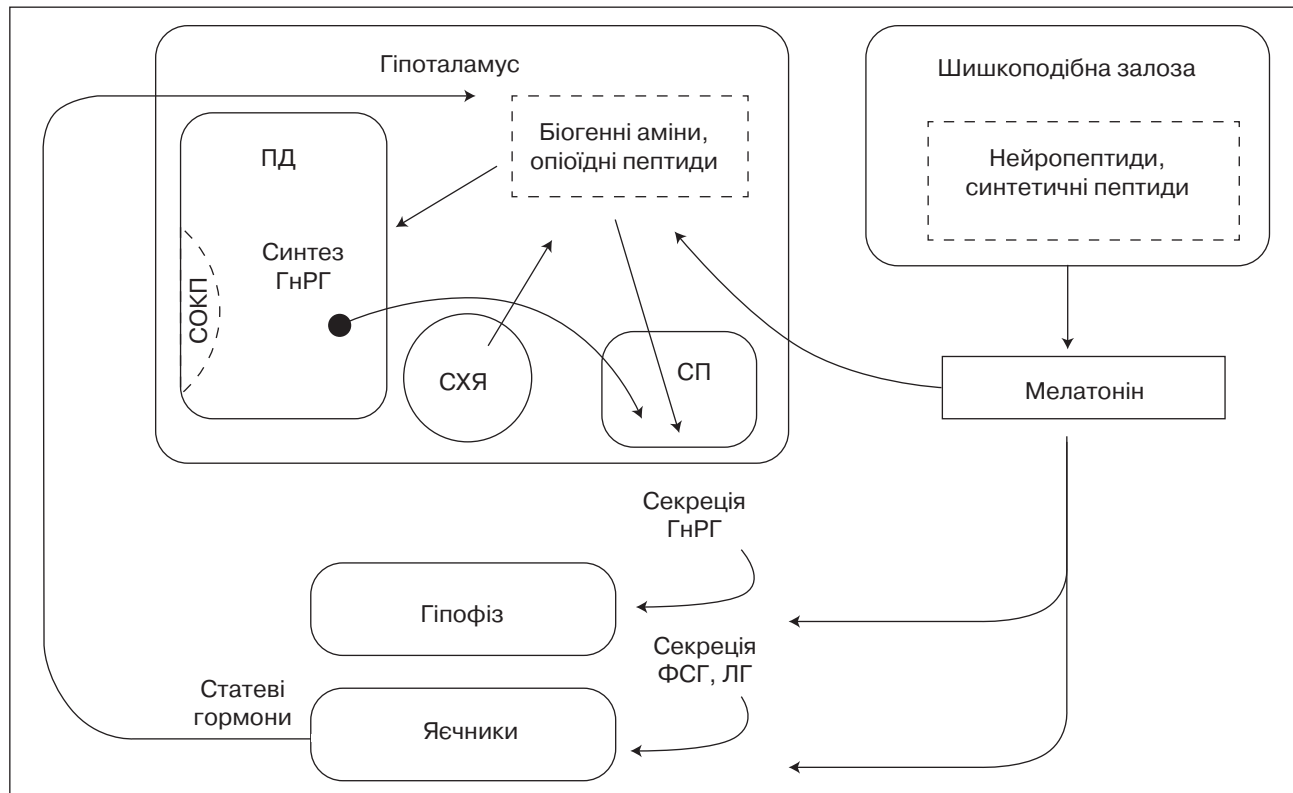 Гіпоталамус
Шишкоподібна залоза
Біогенні аміни,
опіоїдні пептиди
Нейропептиди,
синтетичні пептиди
ПД
Синтез
ГнРГ
СОКП
СХЯ
СП
Мелатонін
Секреція
ГнРГ
Гіпофіз
Секреція
ФСГ, ЛГ
Статеві
гормони
Яєчники